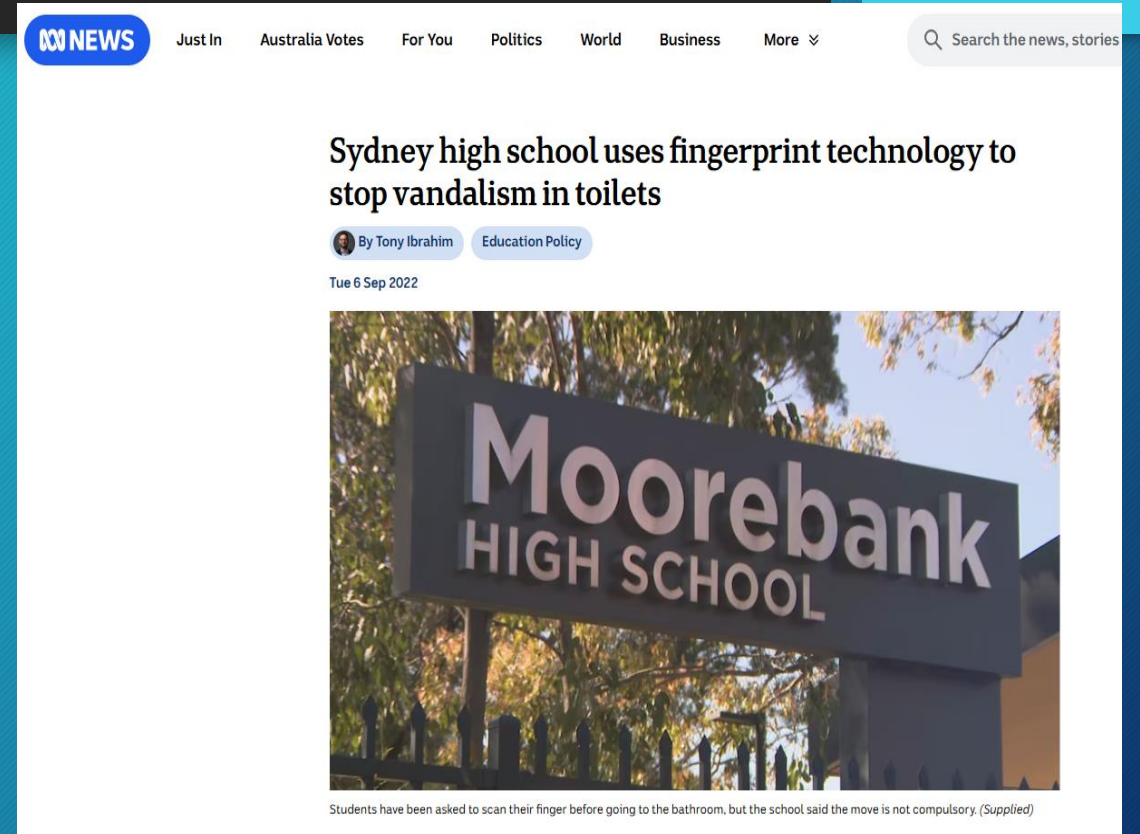 NEWS
Just In
Australia Votes
For You
Politics
World
Business
More
Search the news, stories
Sydney high school uses fingerprint technology to
stop vandalism in toilets
By Tony Ibrahim
Education Policy
Tue 6 Sep 2022
Moorebank
HIGH SCHOOL
Students have been asked to scan their finger before going to the bathroom, but the school said the move is not compulsory. (Supplied)